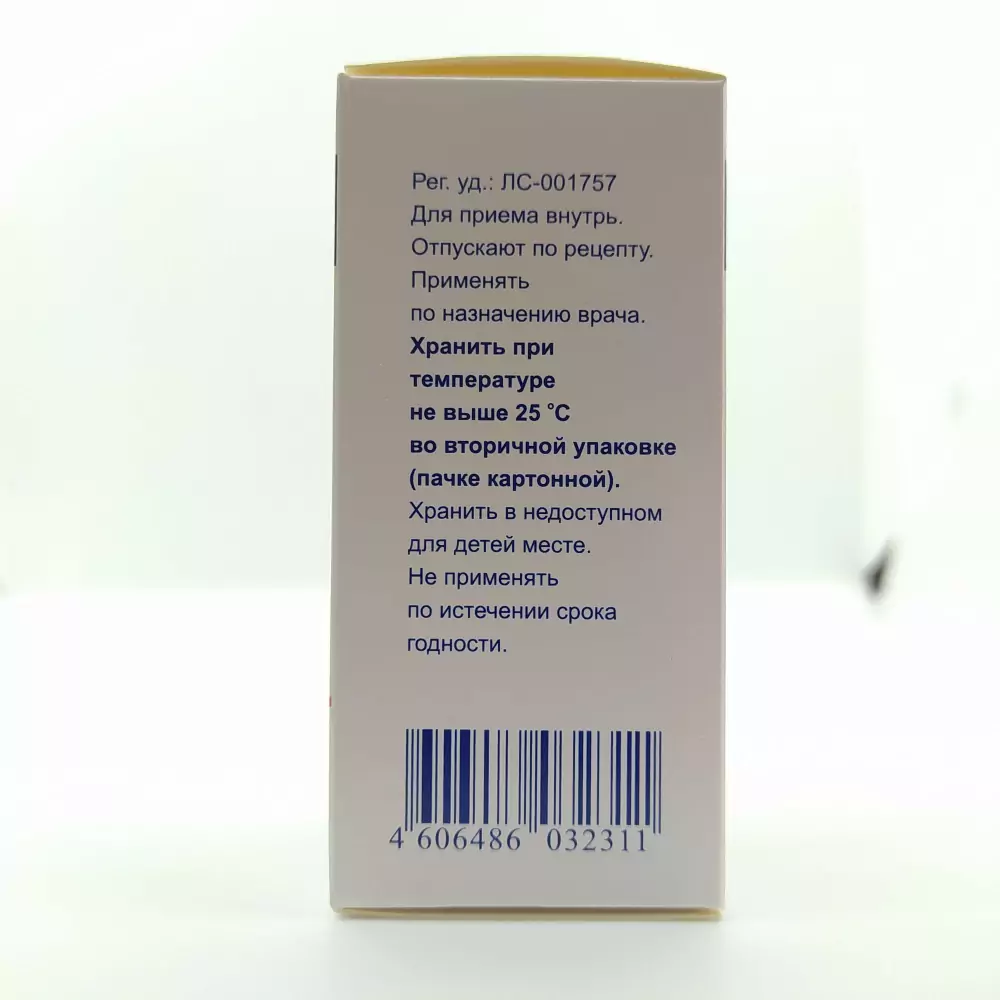 Рег. уд.: ЛС-001757
Для приема внутрь.
Отпускают по рецепту.
Применять
по назначению врача.
Хранить при
температуре
не выше 25 °С
во вторичной упаковке
(пачке картонной).
Хранить в недоступном
для детей месте.
Не применять
по истечении срока
годности.
4 606486 032311